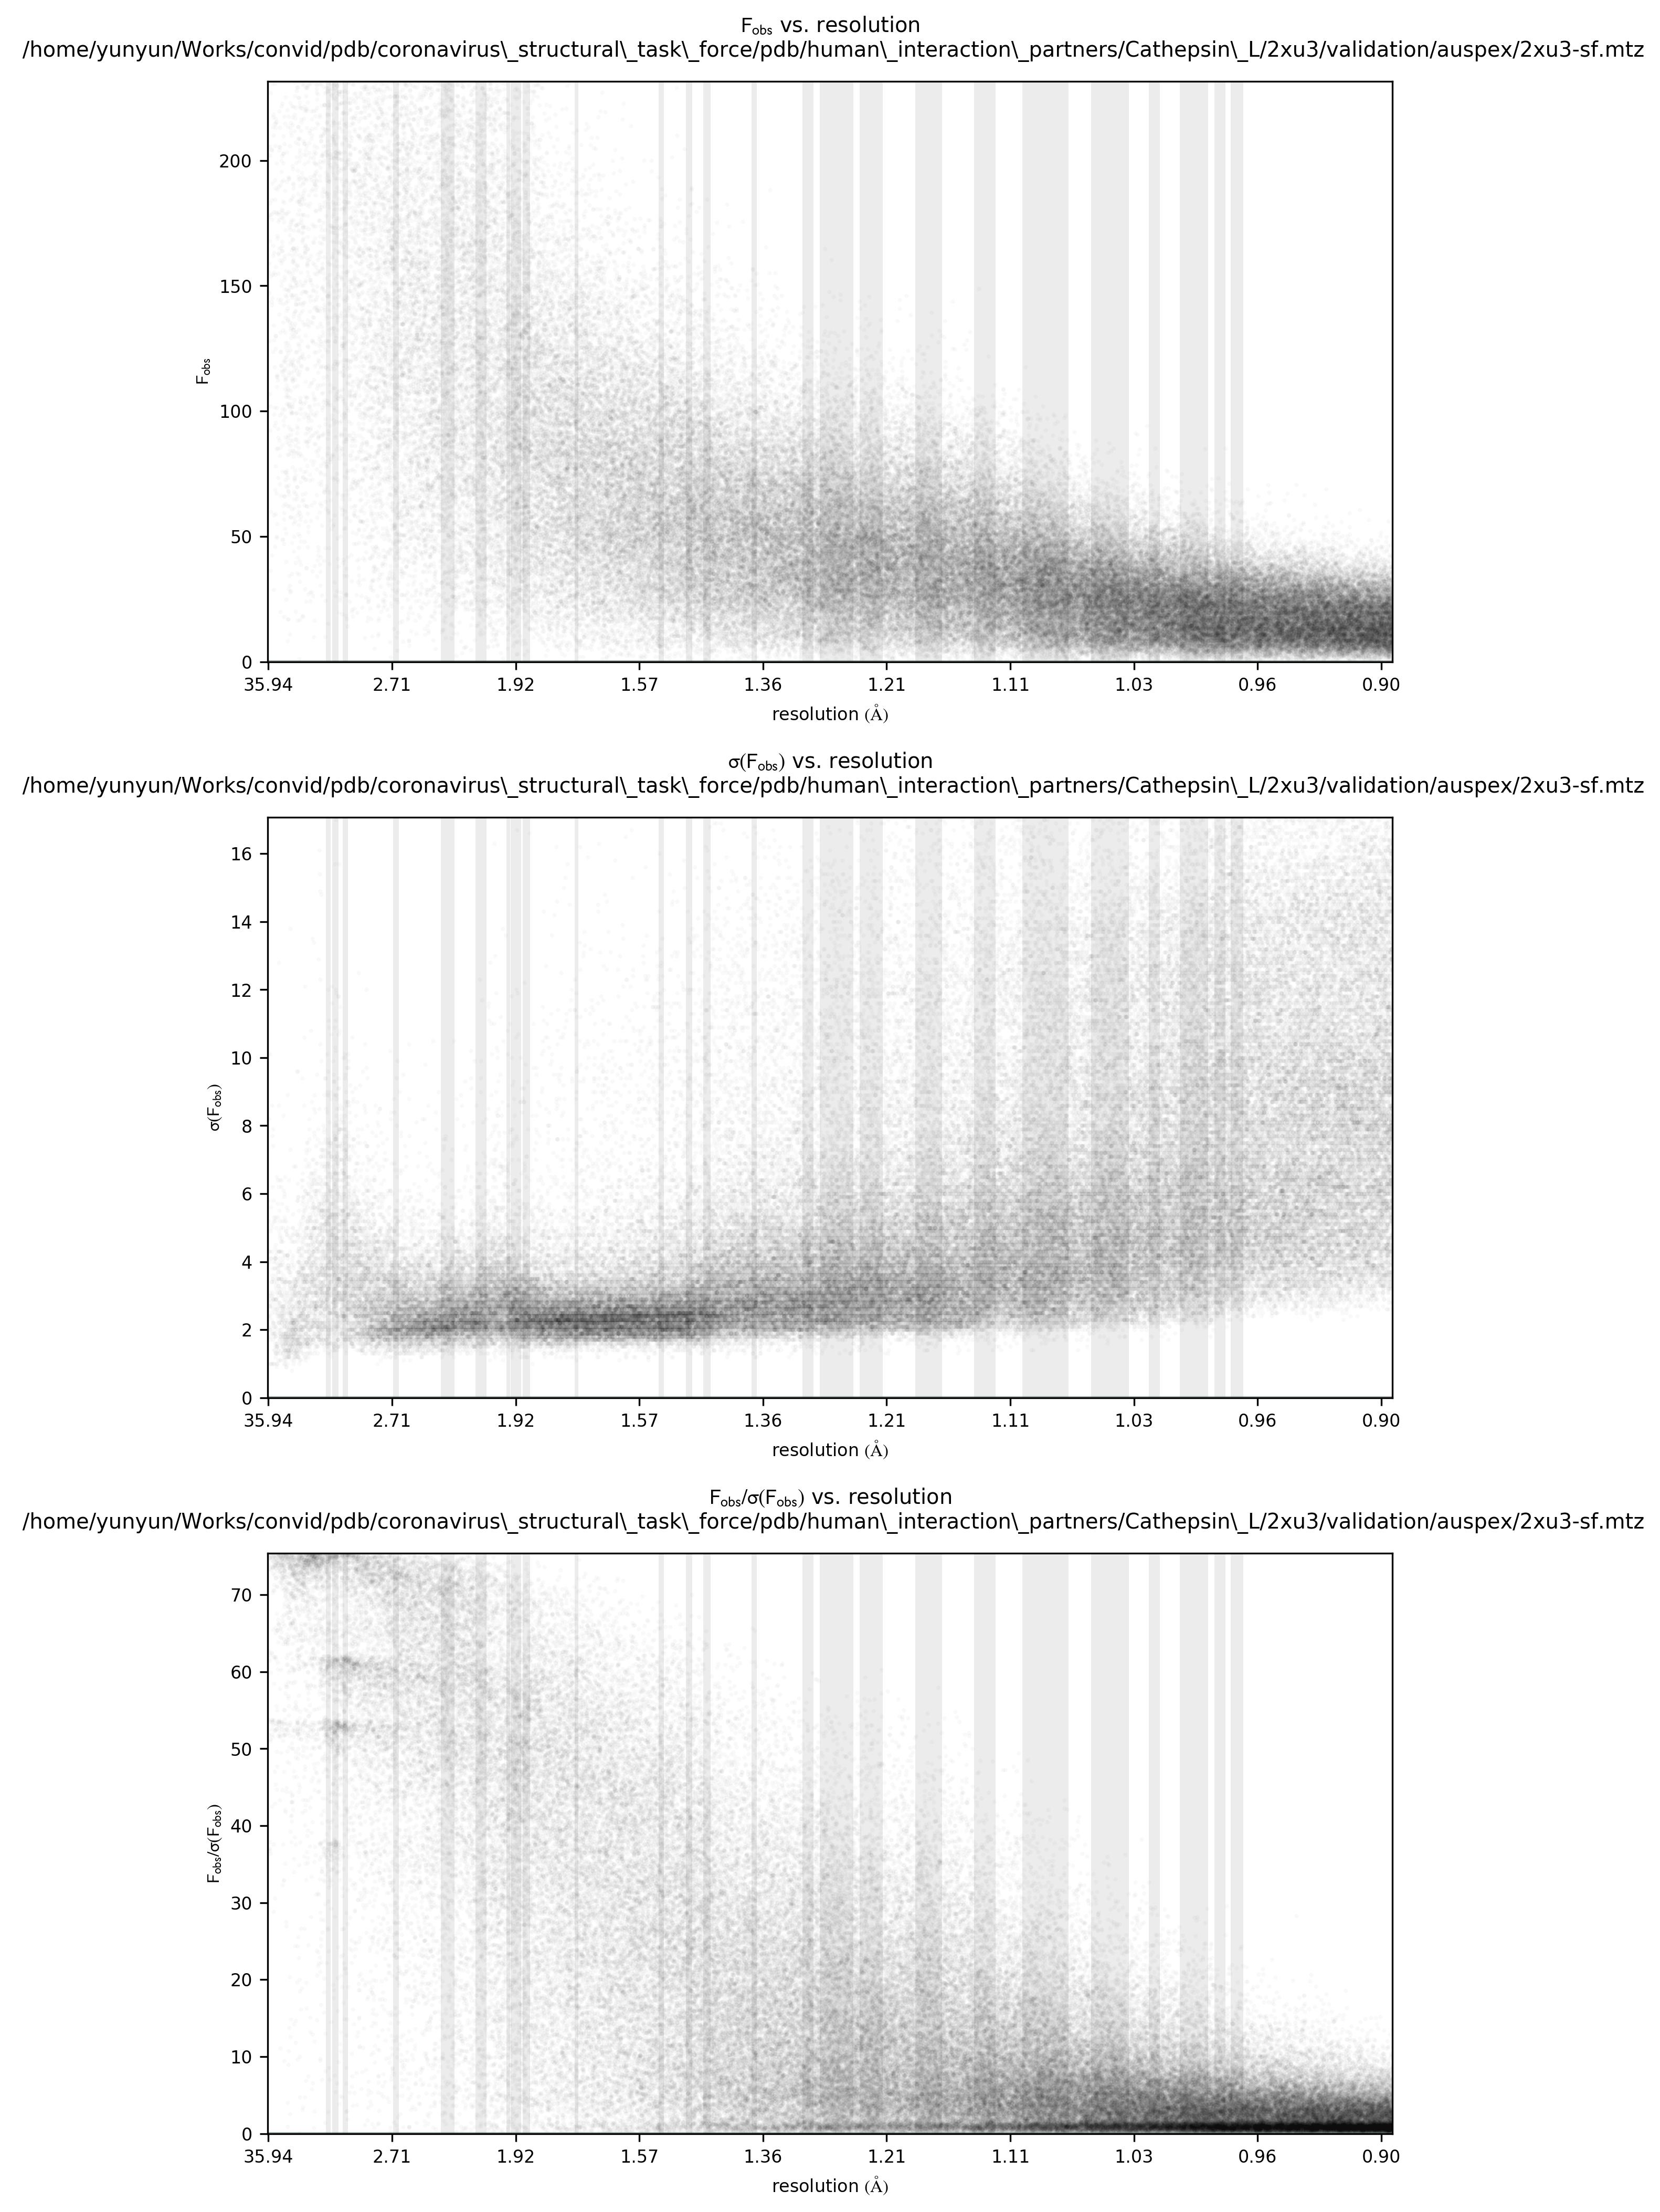 Fobs vs. resolution
/home/yunyun/Works/convid/pdb/coronavirus\_structural\_task\_force/pdb/human\_interaction\_partners/Cathepsin\_L/2xu3/validation/auspex/2xu3-sf.mtz
200
150
100
50
0
Fobs
35.94 2.71 1.92 1.57 1.36 1.21 1.11 1.03 0.96 0.90
resolution (Å)
σ(Fobs) vs. resolution
/home/yunyun/Works/convid/pdb/coronavirus\_structural\_task\_force/pdb/human\_interaction\_partners/Cathepsin\_L/2xu3/validation/auspex/2xu3-sf.mtz
16
14
12
10
8
6
4
2
0
σ(Fobs)
35.94 2.71 1.92 1.57 1.36 1.21 1.11 1.03 0.96 0.90
resolution (Å)
Fobs/σ(Fobs) vs. resolution
/home/yunyun/Works/convid/pdb/coronavirus\_structural\_task\_force/pdb/human\_interaction\_partners/Cathepsin\_L/2xu3/validation/auspex/2xu3-sf.mtz
70
60
50
40
30
20
10
0
Fobs/σ(Fobs)
35.94 2.71 1.92 1.57 1.36 1.21 1.11 1.03 0.96 0.90
resolution (Å)